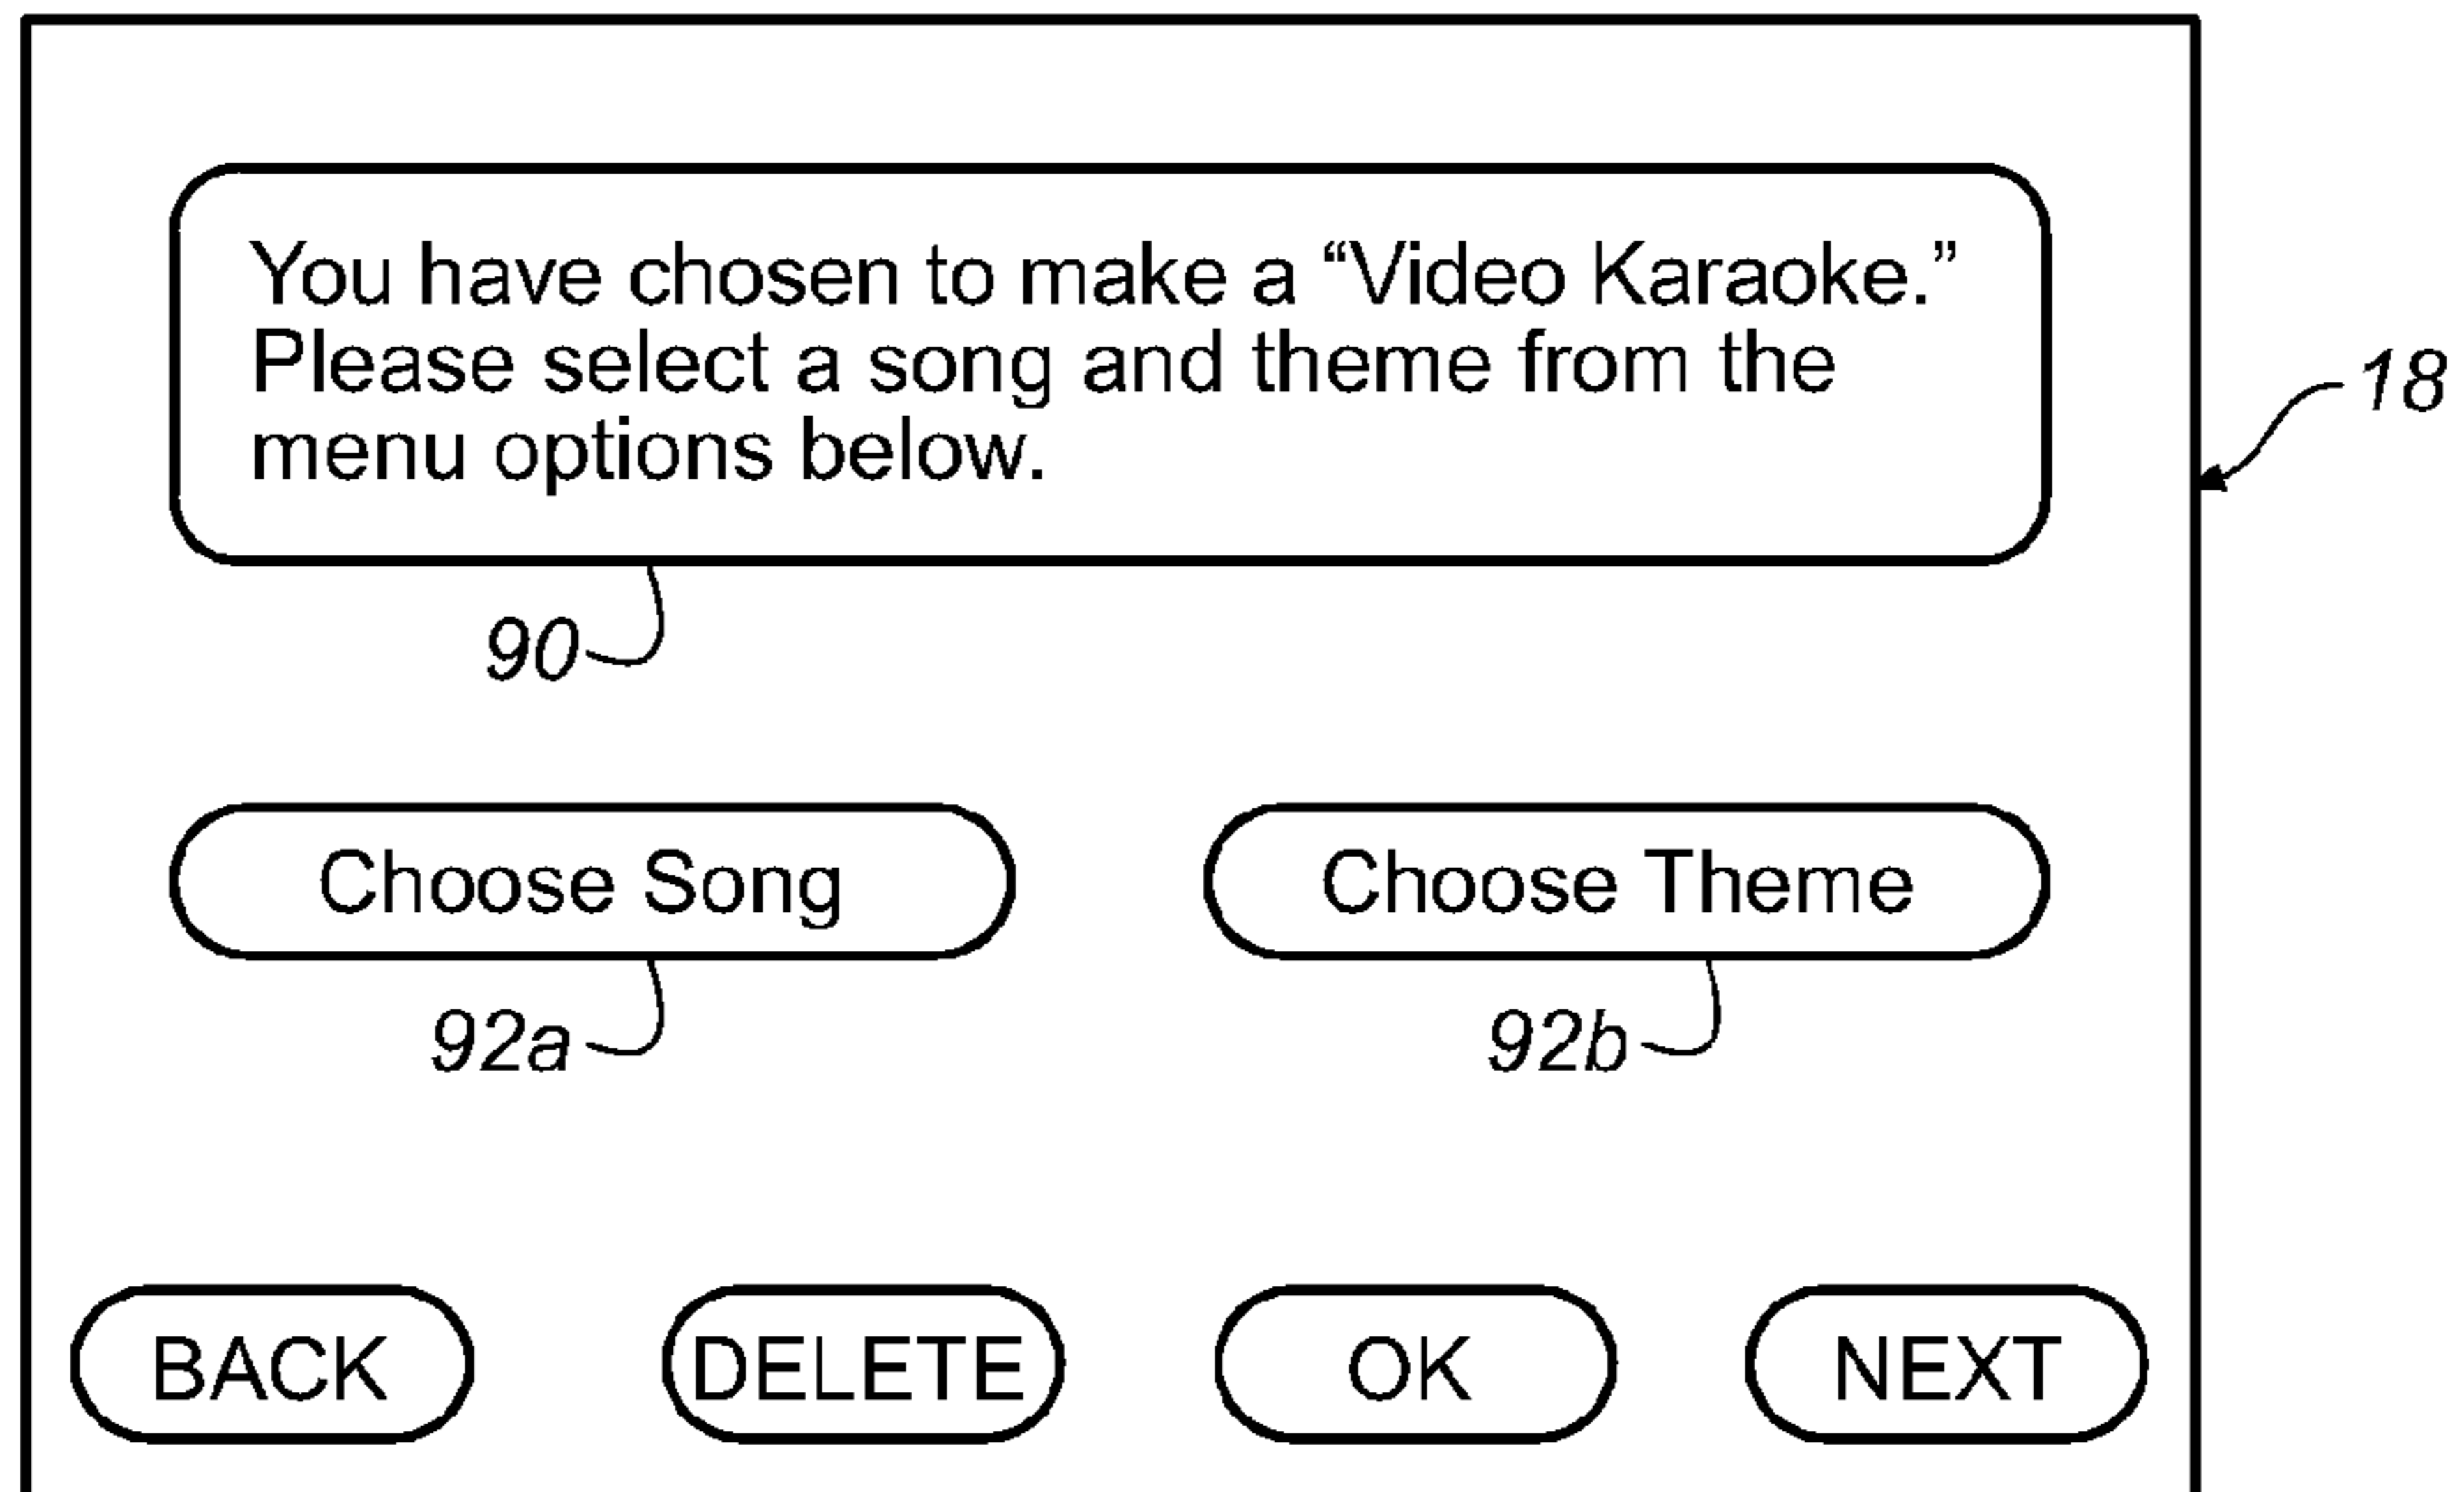 You have chosen to make a “Video Karaoke.”
Please select a song and theme from the
menu options below.
18
90
Choose Song
Choose Theme
92a
92b
BACK
DELETE
OK
NEXT